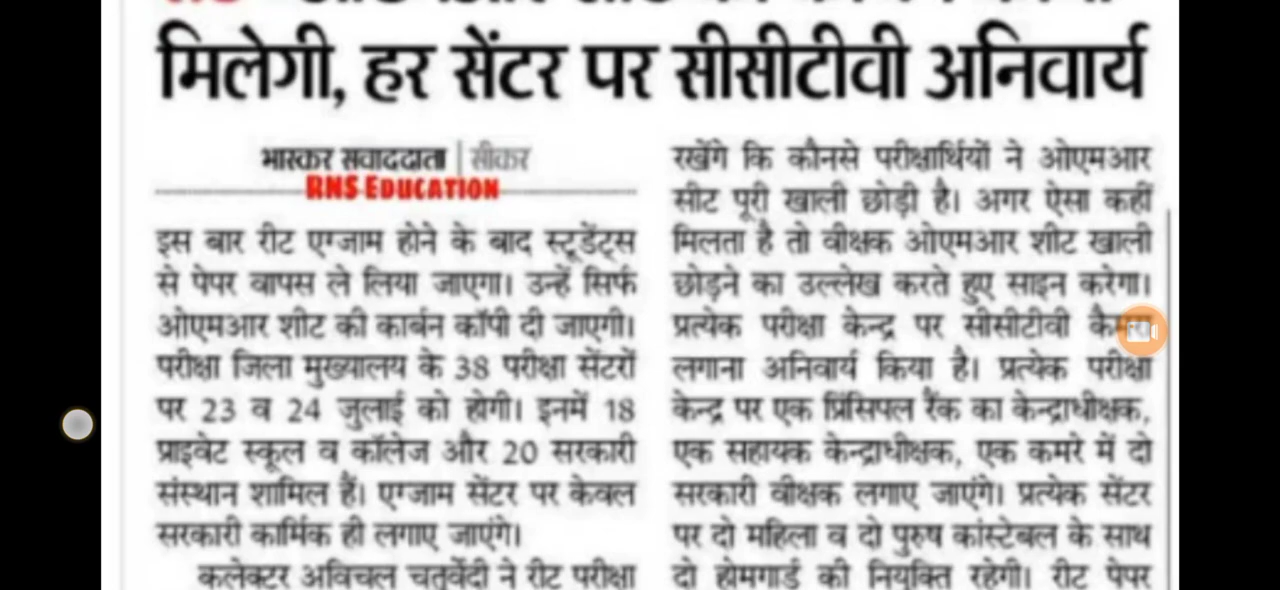 मिलेगी, हर सेंटर पर सीसीटीवी अनिवार्य
भास्कर संवाददाता | सीकर
RNS EDUCATION
इस बार रीट एग्जाम होने के बाद स्टूडेंट्स
से पेपर वापस ले लिया जाएगा। उन्हें सिर्फ
ओएमआर शीट की कार्बन कॉपी दी जाएगी।
परीक्षा जिला मुख्यालय के 38 परीक्षा सेंटरों
पर 23 व 24 जुलाई को होगी। इनमें 18
प्राइवेट स्कूल व कॉलेज और 20 सरकारी
संस्थान शामिल हैं। एग्जाम सेंटर पर केवल
सरकारी कार्मिक ही लगाए जाएंगे।
कलेक्टर अविचल चतुर्वेदी ने रीट परीक्षा
रखेंगे कि कौनसे परीक्षार्थियों ने ओएमआर
सीट पूरी खाली छोड़ी है। अगर ऐसा कहीं
मिलता है तो वीक्षक ओएमआर शीट खाली
छोड़ने का उल्लेख करते हुए साइन करेगा।
प्रत्येक परीक्षा केन्द्र पर सीसीटीवी कैमरा
लगाना अनिवार्य किया है। प्रत्येक परीक्षा
केन्द्र पर एक प्रिंसिपल रैंक का केन्द्राधीक्षक,
एक सहायक केन्द्राधीक्षक, एक कमरे में दो
सरकारी वीक्षक लगाए जाएंगे। प्रत्येक सेंटर
पर दो महिला व दो पुरुष कांस्टेबल के साथ
दो होमगार्ड की नियुक्ति रहेगी। रीट पेपर